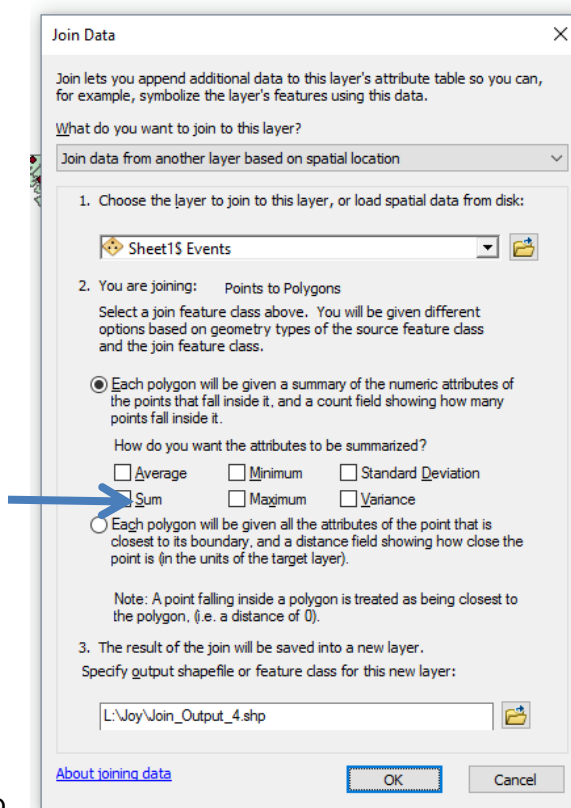 Join Data
Join lets you append additional data to this layer's attribute table so you can,
for example, symbolize the layer's features using this data.
What do you want to join to this layer?
Join data from another layer based on spatial location
1. Choose the layer to join to this layer, or load spatial data from disk:
Sheet1$ Events
2. You are joining: Points to Polygons
Select a join feature class above. You will be given different
options based on geometry types of the source feature class
and the join feature class.
Each polygon will be given a summary of the numeric attributes of
the points that fall inside it, and a count field showing how many
points fall inside it.
How do you want the attributes to be summarized?
Average Minimum Standard Deviation
Sum Maximum Variance
Each polygon will be given all the attributes of the point that is
closest to its boundary, and a distance field showing how close the
point is (in the units of the target layer).
Note: A point falling inside a polygon is treated as being closest to
the polygon, (i.e. a distance of 0).
3. The result of the join will be saved into a new layer.
Specify output shapefile or feature class for this new layer:
L:\Joy\Join_Output_4.shp
About joining data OK Cancel